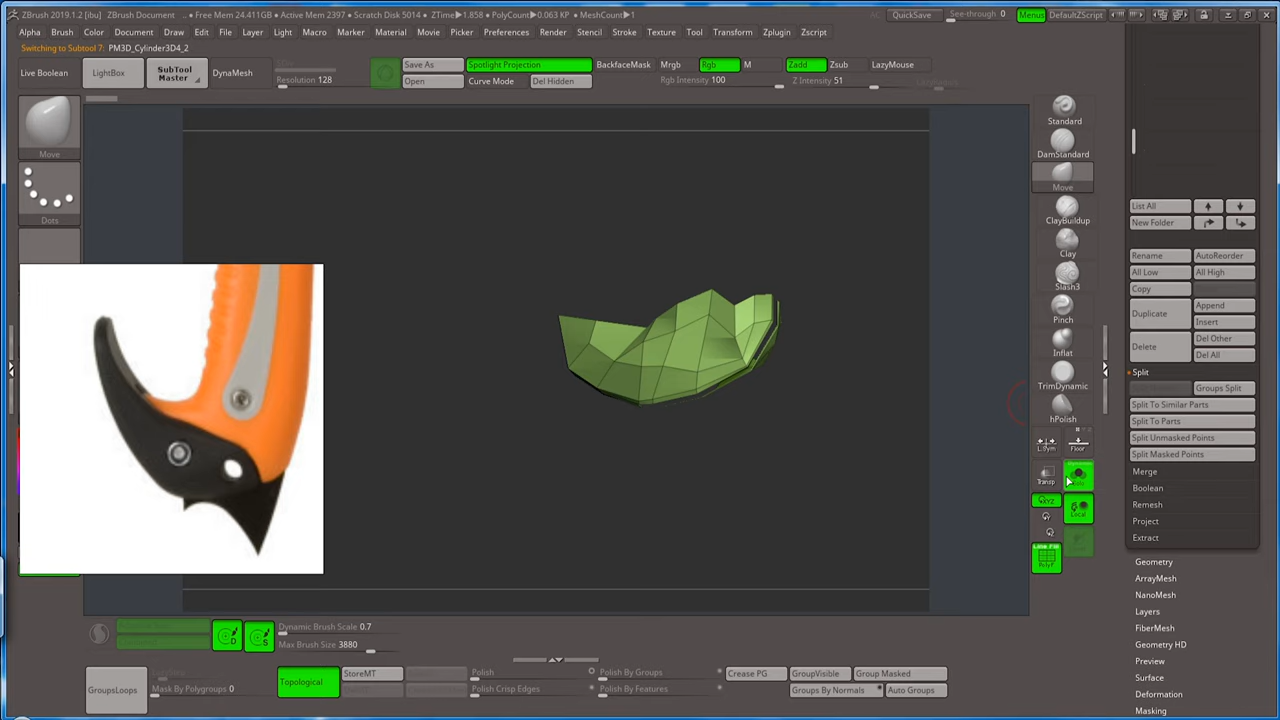 ZBrush 2019.1.2 [ibu] ZBrush Document .. • Free Mem 24.411GB • Active Mem 2397 • Scratch Disk 5014 • ZTime▶1.858 • PolyCount▶0.063 KP • MeshCount▶1
QuickSave See-through 0 Menus DefaultZScript
Alpha Brush Color Document Draw Edit File Layer Light Macro Marker Material Movie Picker Preferences Render Stencil Stroke Texture Tool Transform Zplugin Zscript
Switching to Subtool 7: PM3D_Cylinder3D4_2
Live Boolean LightBox SubTool Master DynaMesh Resolution 128
Save As Spotlight Projection BackfaceMask Mrgb Rgb M Zadd Zsub LazyMouse
Open Curve Mode Del Hidden Rgb Intensity 100 Z Intensity 51
Move
Dots
Standard
DamStandard
Move
ClayBuildup
Clay
Slash3
Pinch
Inflat
TrimDynamic
hPolish
L.Sym Floor
Transp
XYZ Local
PolyF
List All
New Folder
Rename AutoReorder
All Low All High
Copy
Duplicate Append
Insert
Delete Del Other
Del All
Split
Groups Split
Split To Similar Parts
Split To Parts
Split Unmasked Points
Split Masked Points
Merge
Boolean
Remesh
Project
Extract
Geometry
ArrayMesh
NanoMesh
Layers
FiberMesh
Geometry HD
Preview
Surface
Deformation
Masking
Dynamic Brush Scale 0.7
Max Brush Size 3880
GroupsLoops Mask By Polygroups 0
Topological StoreMT
Polish Polish By Groups
Polish Crisp Edges Polish By Features
Crease PG GroupVisible Group Masked
Groups By Normals Auto Groups